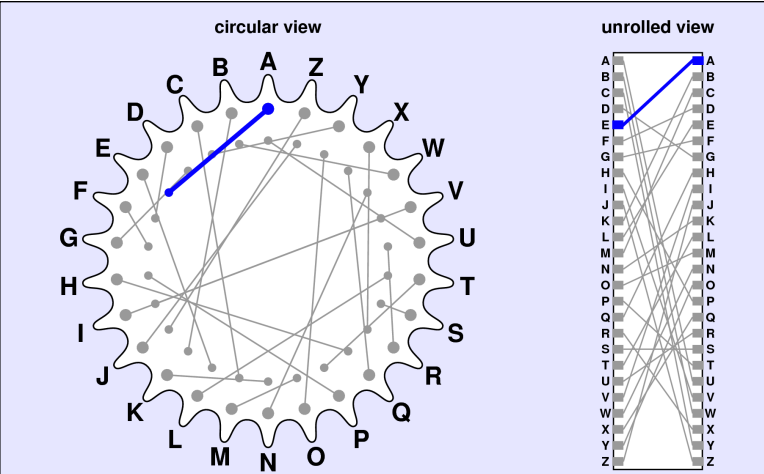 circular view
A
B
C
D
E
F
G
H
I
J
K
L
M
N
O
P
Q
R
S
T
U
V
W
X
Y
Z
unrolled view
A A
B B
C C
D D
E E
F F
G G
H H
I I
J J
K K
L L
M M
N N
O O
P P
Q Q
R R
S S
T T
U U
V V
W W
X X
Y Y
Z Z